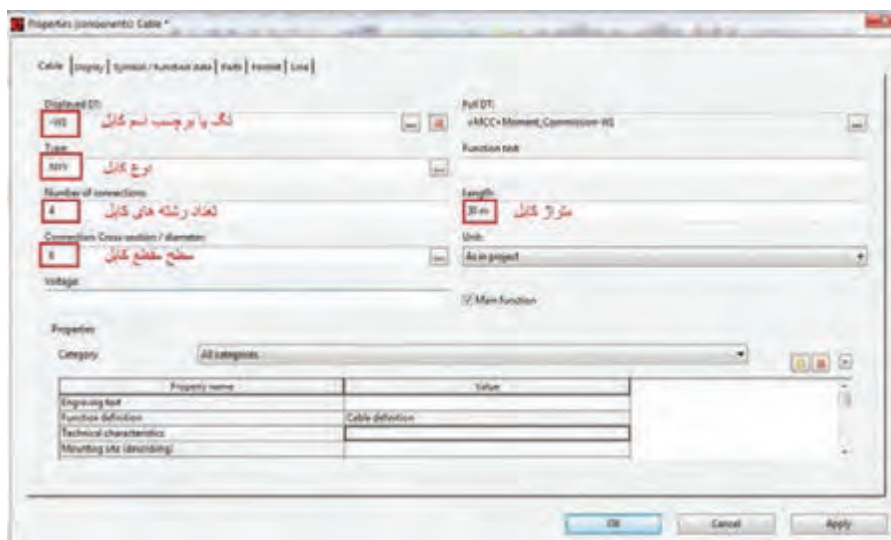 Properties (components): Cable *
Cable Display Symbol / function data Parts Format Line
Displayed DT: Full DT:
-W1 تگ یا برچسب اسم کابل ... =MCC+Moment_Commission-W1 ...
Type: Function text
NYY نوع کابل ...
Number of connections: Length:
4 تعداد رشته های کابل 30 m متراژ کابل
Connection: Cross-section / diameter: Unit:
6 سطح مقطع کابل ... As in project
Voltage:
Main function
Properties
Category: All categories
Property name Value
Engraving text
Function definition Cable definition
Technical characteristics
Mounting site (describing)
OK Cancel Apply